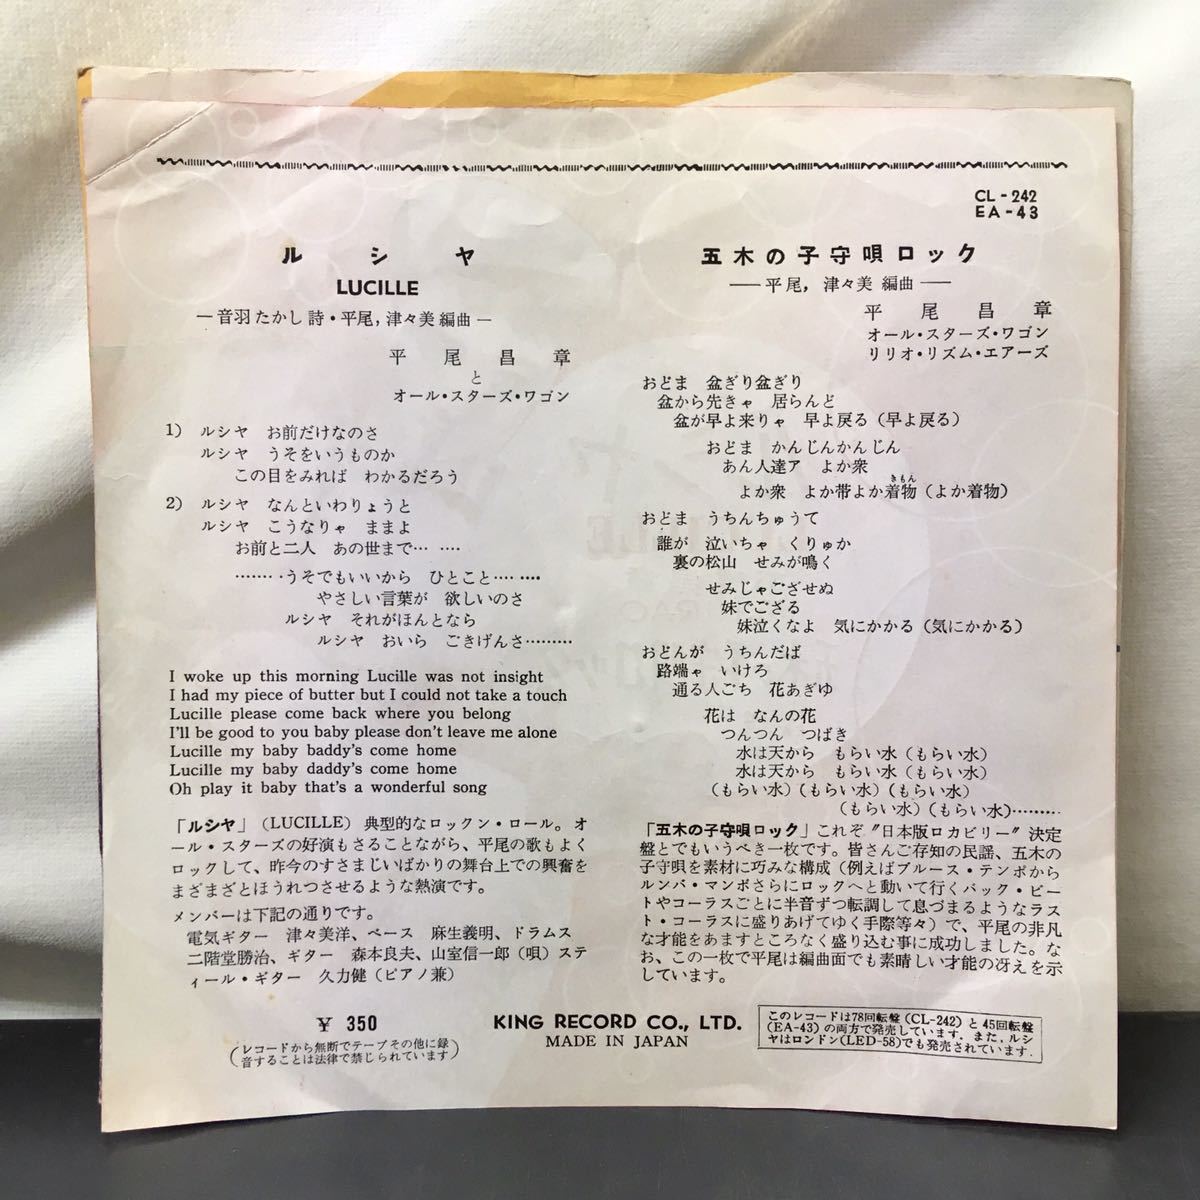 CL-242
EA-43
ルシヤ
LUCILLE
―音羽たかし 詩・平尾，津々美 編曲―
平尾昌章
と
オール・スターズ・ワゴン
1) ルシヤ お前だけなのさ
ルシヤ うそをいうものか
この目をみれば わかるだろう
2) ルシヤ なんといわりょうと
ルシヤ こうなりゃ ままよ
お前と二人 あの世まで… ‥‥
‥‥‥・うそでもいいから ひとこと‥‥ ‥‥
やさしい言葉が 欲しいのさ
ルシヤ それがほんとなら
ルシヤ おいら ごきげんさ………
I woke up this morning Lucille was not insight
I had my piece of butter but I could not take a touch
Lucille please come back where you belong
I'll be good to you baby please don't leave me alone
Lucille my baby baddy's come home
Lucille my baby daddy's come home
Oh play it baby that's a wonderful song
「ルシヤ」(LUCILLE) 典型的なロックン・ロール。オ
ール・スターズの好演もさることながら、平尾の歌もよく
ロックして、昨今のすさまじいばかりの舞台上での興奮を
まざまざとほうれつさせるような熱演です。
メンバーは下記の通りです。
電気ギター 津々美洋、ベース 麻生義明、ドラムス
二階堂勝治、ギター 森本良夫、山室信一郎(唄)ステ
ィール・ギター 久力健(ピアノ兼)
￥ 350
(レコードから無断でテープその他に録
音することは法律で禁じられています)
五木の子守唄ロック
――平尾，津々美 編曲――
平尾昌章
オール・スターズ・ワゴン
リリオ・リズム・エアーズ
おどま 盆ぎり盆ぎり
盆から先きゃ 居らんど
盆が早よ来りゃ 早よ戻る(早よ戻る)
おどま かんじんかんじん
あん人達ア よか衆
きもん
よか衆 よか帯よか着物(よか着物)
おどま うちんちゅうて
誰が 泣いちゃ くりゅか
裏の松山 せみが鳴く
せみじゃござせぬ
妹でござる
妹泣くなよ 気にかかる(気にかかる)
おどんが うちんだば
路端ゃ いけろ
通る人ごち 花あぎゆ
花は なんの花
つんつん つばき
水は天から もらい水(もらい水)
水は天から もらい水(もらい水)
(もらい水)(もらい水)(もらい水)
(もらい水)(もらい水)………
「五木の子守唄ロック」これぞ"日本版ロカビリー"決定
盤とでもいうべき一枚です。皆さんご存知の民謡、五木の
子守唄を素材に巧みな構成(例えばブルース・テンポから
ルンバ・マンボさらにロックへと動いて行くバック・ビー
トやコーラスごとに半音ずつ転調して息づまるようなラス
ト・コーラスに盛りあげてゆく手際等々)で、平尾の非凡
な才能をあますところなく盛り込む事に成功しました。な
お、この一枚で平尾は編曲面でも素晴しい才能の冴えを示
しています。
KING RECORD CO., LTD.
MADE IN JAPAN
このレコードは78回転盤(CL-242)と45回転盤
(EA-43)の両方で発売しています。また，ルシ
ヤはロンドン(LED-58)でも発売されています．